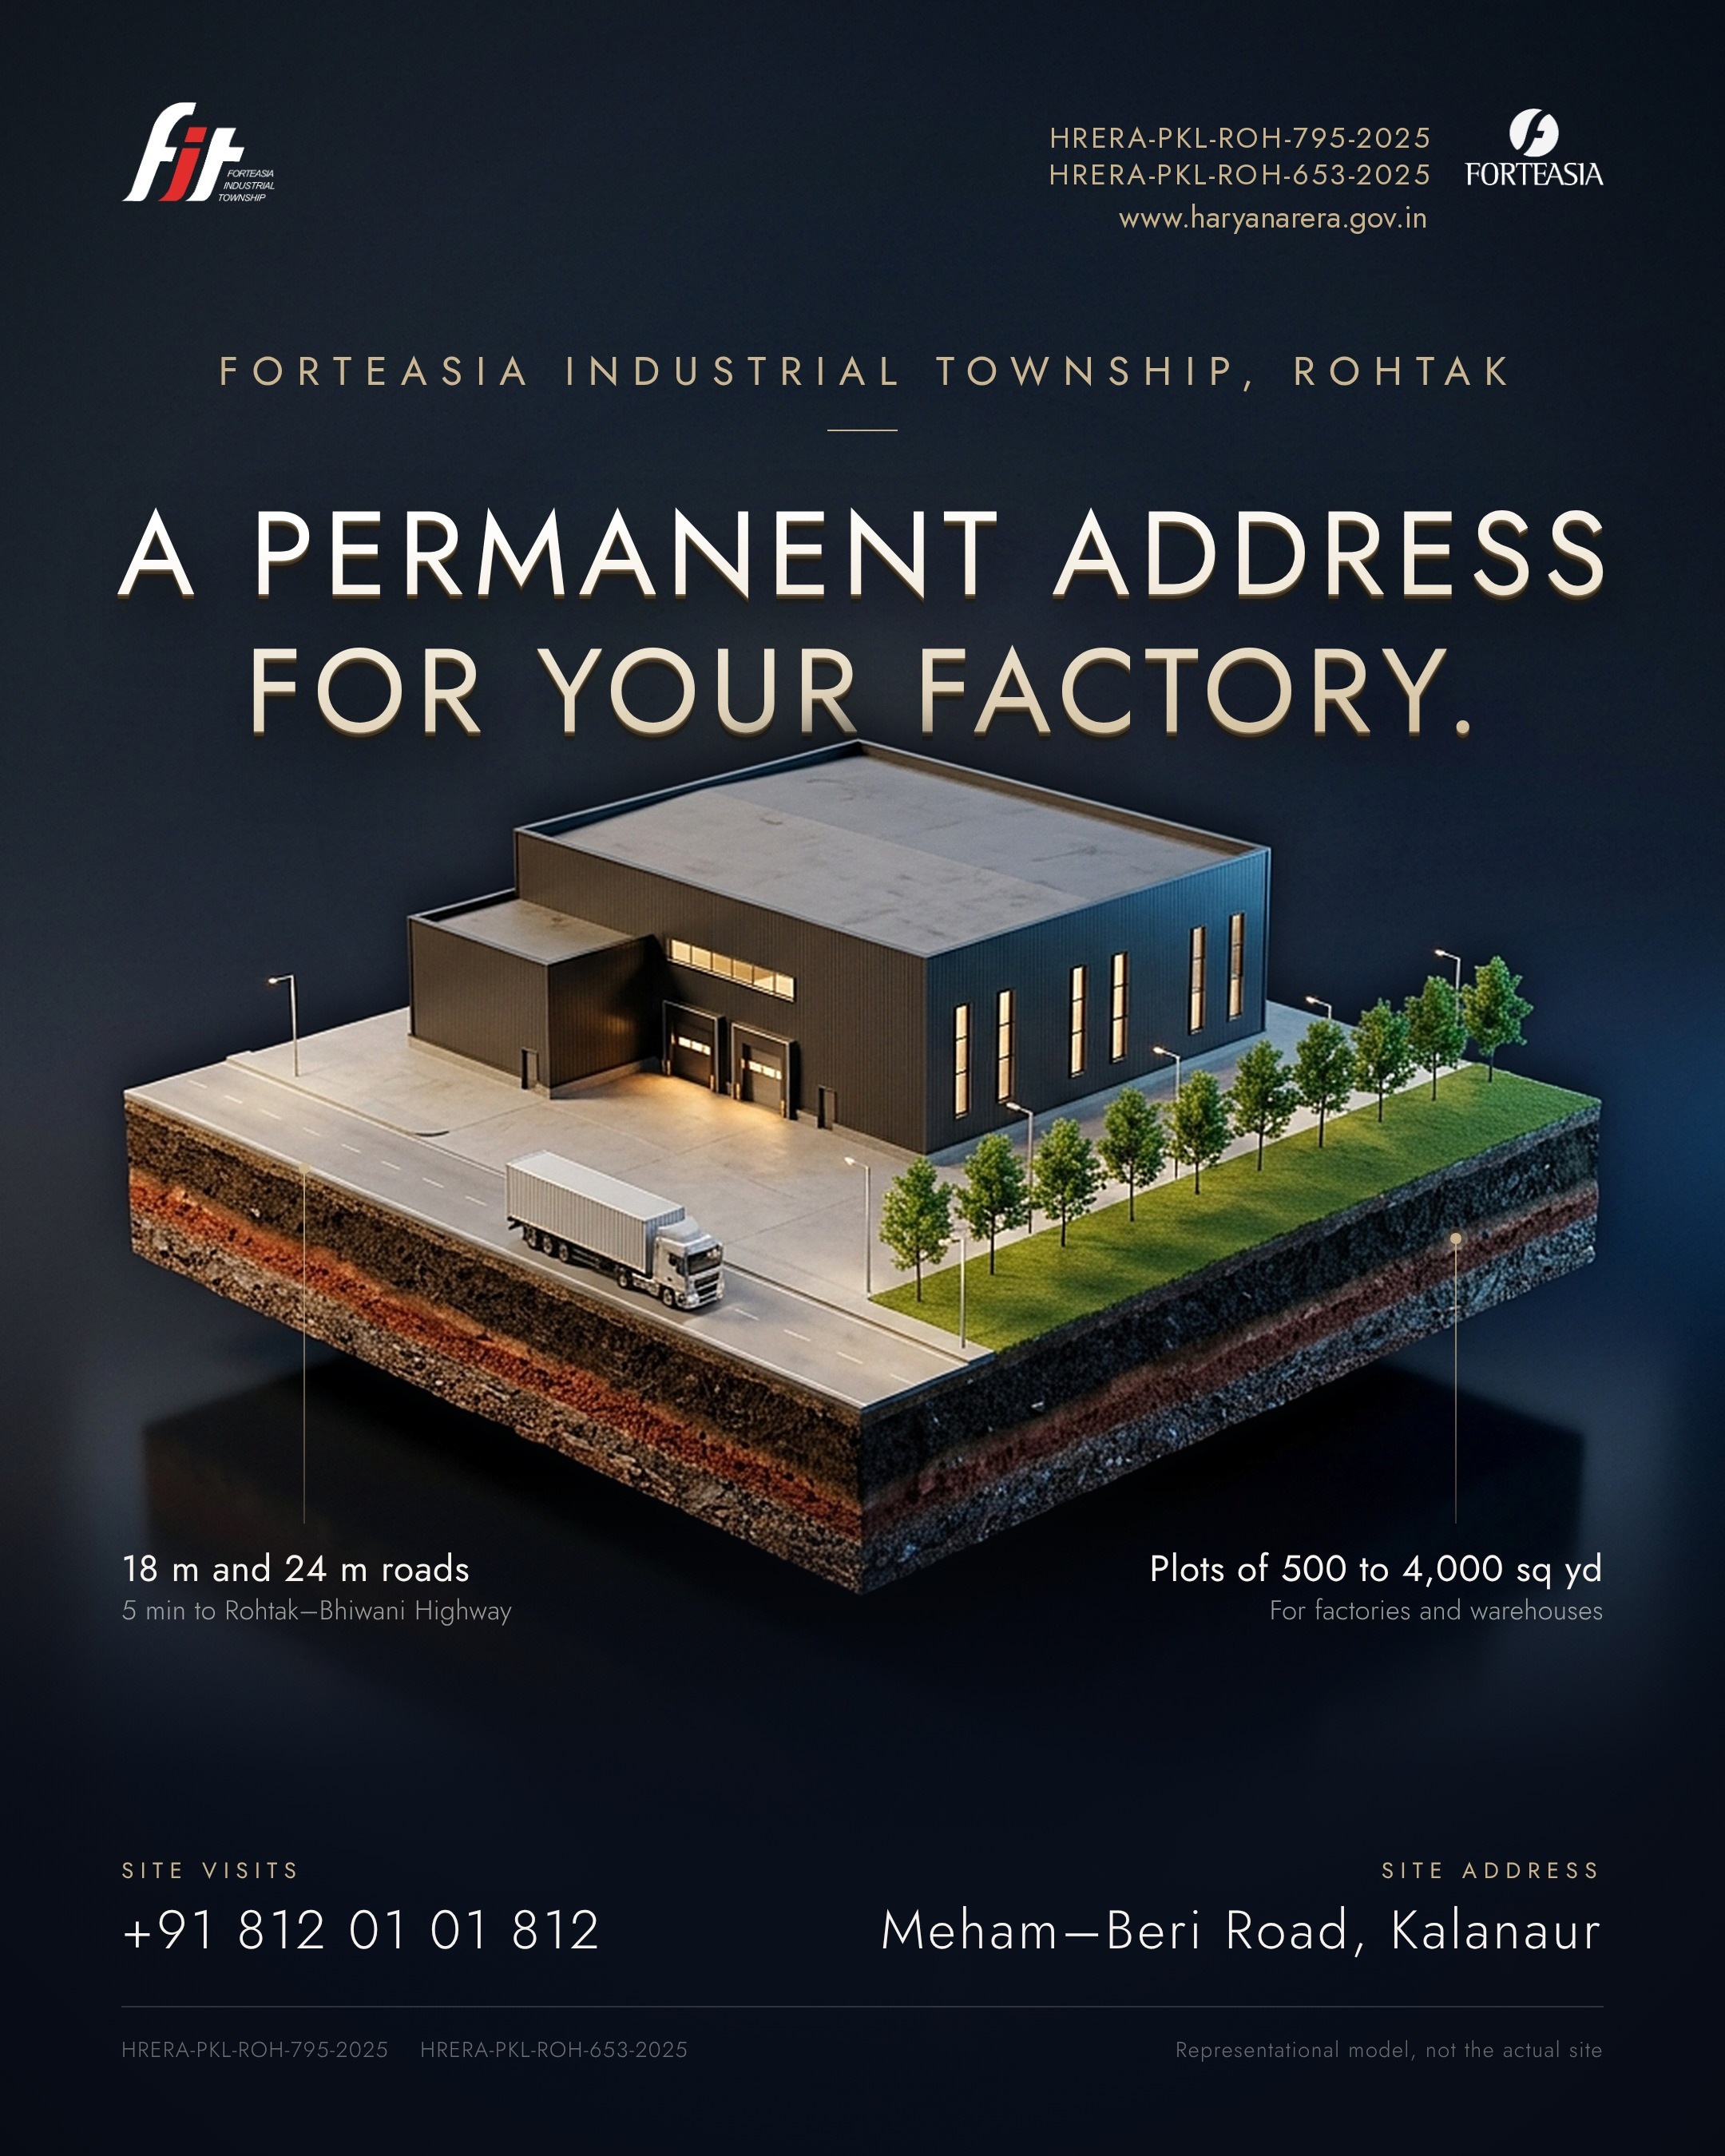 fit
FORTEASIA
INDUSTRIAL
TOWNSHIP
HRERA-PKL-ROH-795-2025
HRERA-PKL-ROH-653-2025
www.haryanarera.gov.in
FORTEASIA
FORTEASIA INDUSTRIAL TOWNSHIP, ROHTAK
A PERMANENT ADDRESS
FOR YOUR FACTORY.
18 m and 24 m roads
5 min to Rohtak–Bhiwani Highway
Plots of 500 to 4,000 sq yd
For factories and warehouses
SITE VISITS
+91 812 01 01 812
SITE ADDRESS
Meham–Beri Road, Kalanaur
HRERA-PKL-ROH-795-2025 HRERA-PKL-ROH-653-2025
Representational model, not the actual site